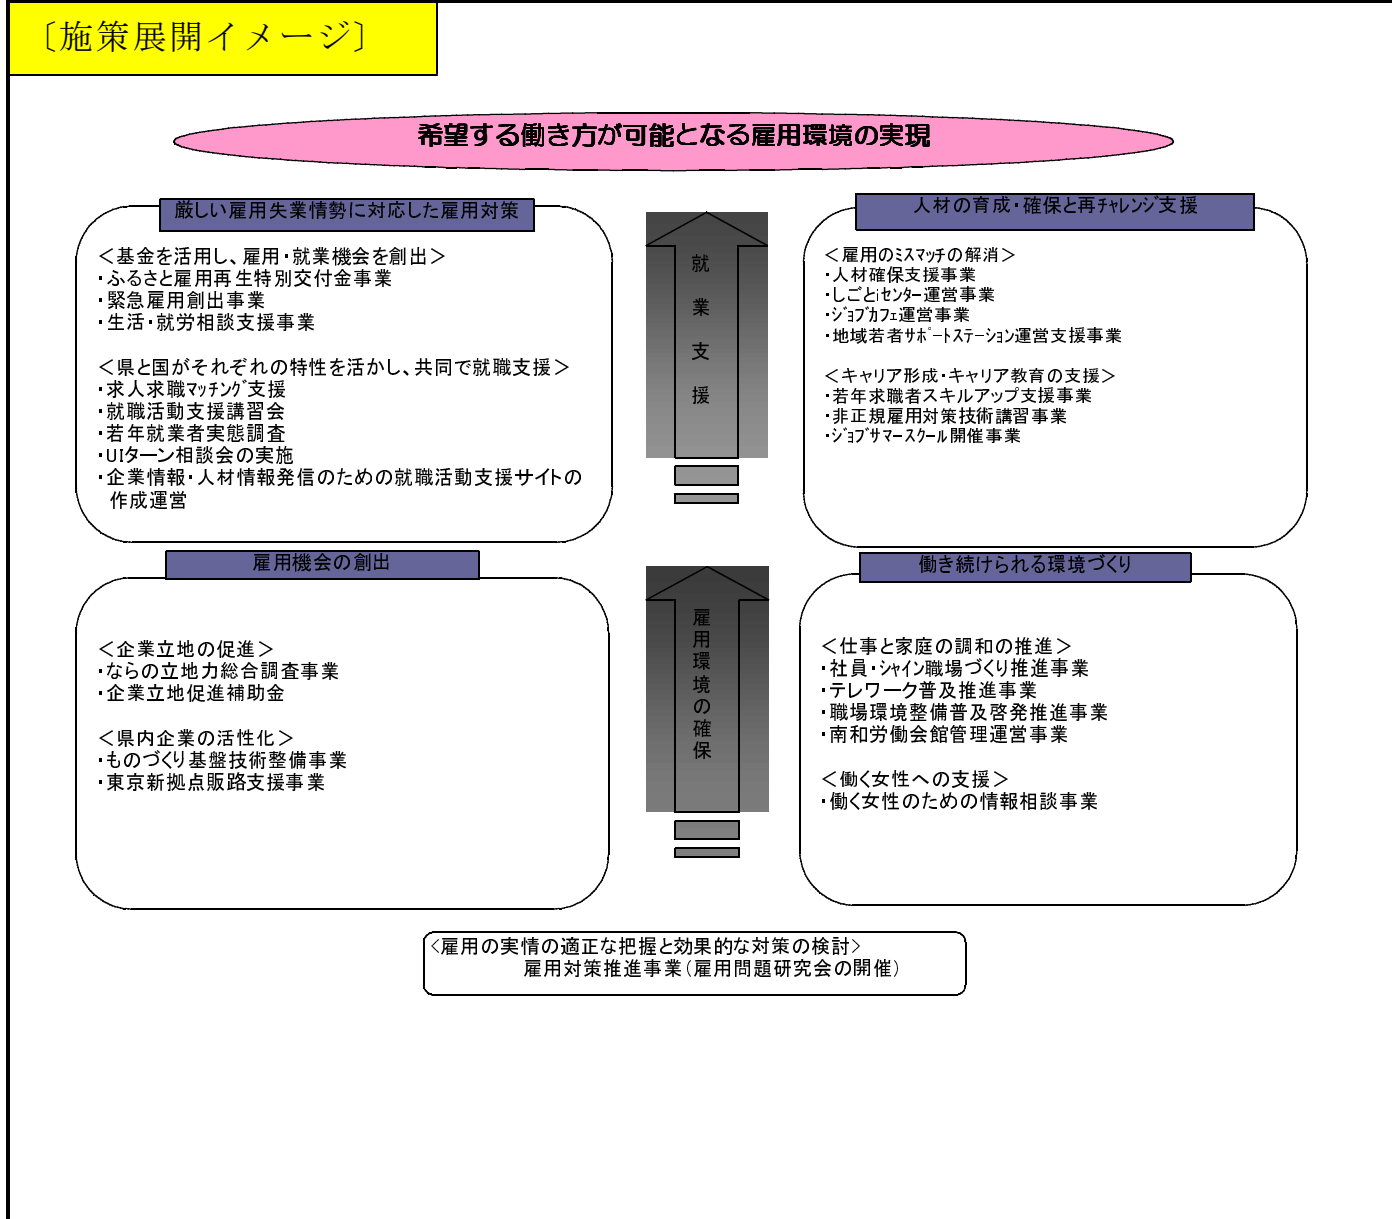 〔施策展開イメージ〕
希望する働き方が可能となる雇用環境の実現
厳しい雇用失業情勢に対応した雇用対策
＜基金を活用し、雇用・就業機会を創出＞
・ふるさと雇用再生特別交付金事業
・緊急雇用創出事業
・生活・就労相談支援事業
＜県と国がそれぞれの特性を活かし、共同で就職支援＞
・求人求職ﾏｯﾁﾝｸﾞ支援
・就職活動支援講習会
・若年就業者実態調査
・UIターン相談会の実施
・企業情報・人材情報発信のための就職活動支援サイトの
作成運営
就業支援
人材の育成・確保と再ﾁｬﾚﾝｼﾞ支援
＜雇用のﾐｽﾏｯﾁの解消＞
・人材確保支援事業
・しごとiｾﾝﾀｰ運営事業
・ｼﾞｮﾌﾞｶﾌｪ運営事業
・地域若者ｻﾎﾟｰﾄｽﾃｰｼｮﾝ運営支援事業
＜キャリア形成・キャリア教育の支援＞
・若年求職者スキルアップ支援事業
・非正規雇用対策技術講習事業
・ｼﾞｮﾌﾞｻﾏｰｽｸｰﾙ開催事業
雇用機会の創出
＜企業立地の促進＞
・ならの立地力総合調査事業
・企業立地促進補助金
＜県内企業の活性化＞
・ものづくり基盤技術整備事業
・東京新拠点販路支援事業
雇用環境の確保
働き続けられる環境づくり
＜仕事と家庭の調和の推進＞
・社員・ｼｬｲﾝ職場づくり推進事業
・テレワーク普及推進事業
・職場環境整備普及啓発推進事業
・南和労働会館管理運営事業
＜働く女性への支援＞
・働く女性のための情報相談事業
＜雇用の実情の適正な把握と効果的な対策の検討＞
雇用対策推進事業（雇用問題研究会の開催）